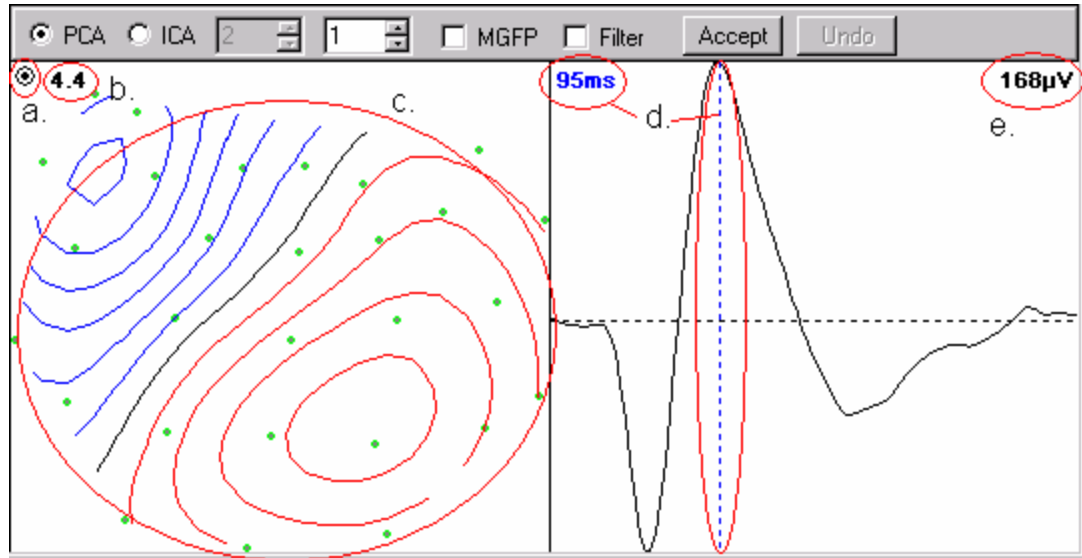 PCA ICA 2 1 MGFP Filter Accept Undo
4.4 b. 95ms 168µV
a. c. d. e.